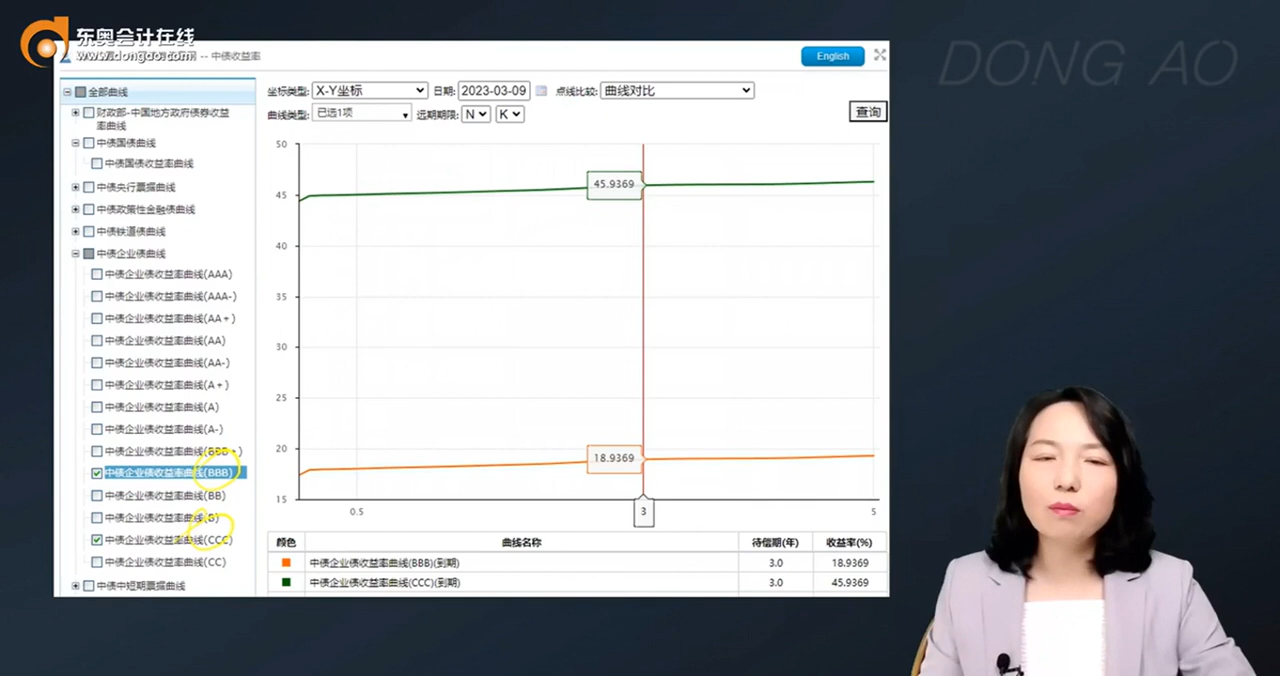 东奥会计在线
www.dongao.com
-- 中债收益率
English
DONG AO
全部曲线
财政部-中国地方政府债券收益
率曲线
中债国债曲线
中债国债收益率曲线
中债央行票据曲线
中债政策性金融债曲线
中债铁道债曲线
中债企业债曲线
中债企业债收益率曲线(AAA)
中债企业债收益率曲线(AAA-)
中债企业债收益率曲线(AA+)
中债企业债收益率曲线(AA)
中债企业债收益率曲线(AA-)
中债企业债收益率曲线(A+)
中债企业债收益率曲线(A)
中债企业债收益率曲线(A-)
中债企业债收益率曲线(BBB+)
中债企业债收益率曲线(BBB)
中债企业债收益率曲线(BB)
中债企业债收益率曲线(B)
中债企业债收益率曲线(CCC)
中债企业债收益率曲线(CC)
中债中短期票据曲线
坐标类型: X-Y坐标 日期: 2023-03-09 点线比较: 曲线对比
曲线类型: 已选1项 远期期限: N K
查询
50
45
40
35
30
25
20
15
45.9369
18.9369
0.5 3 5
颜色 曲线名称 待偿期(年) 收益率(%)
中债企业债收益率曲线(BBB)(到期) 3.0 18.9369
中债企业债收益率曲线(CCC)(到期) 3.0 45.9369